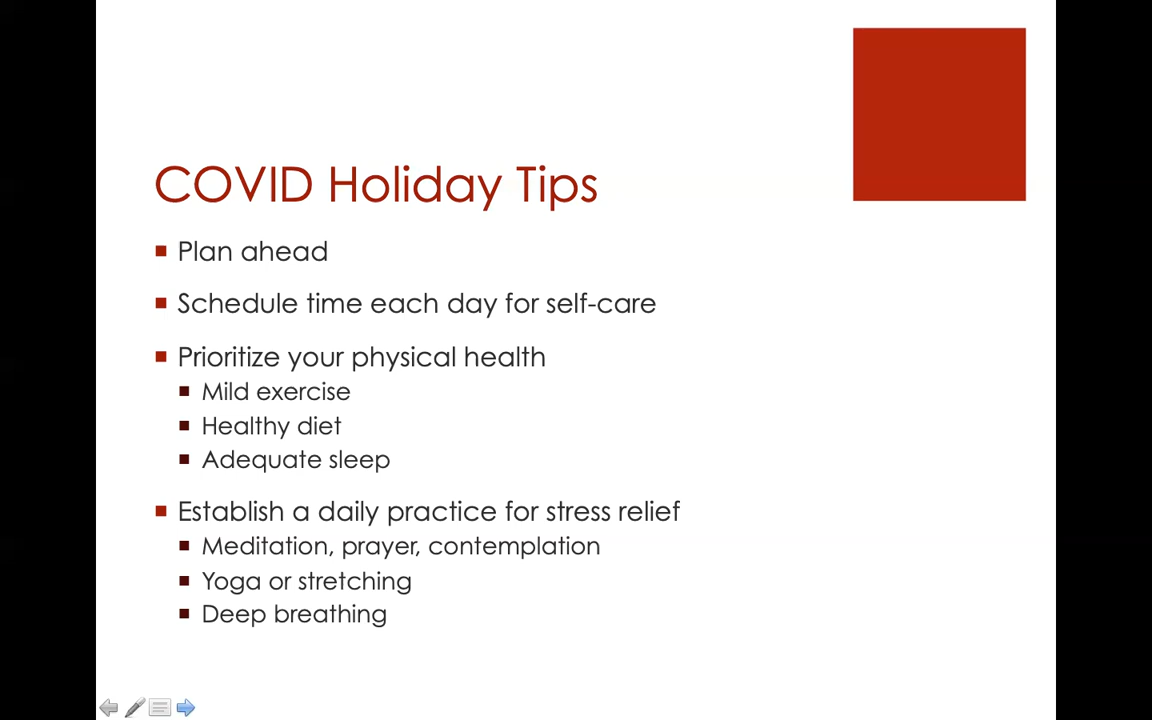 COVID Holiday Tips
Plan ahead
Schedule time each day for self-care
Prioritize your physical health
Mild exercise
Healthy diet
Adequate sleep
Establish a daily practice for stress relief
Meditation, prayer, contemplation
Yoga or stretching
Deep breathing